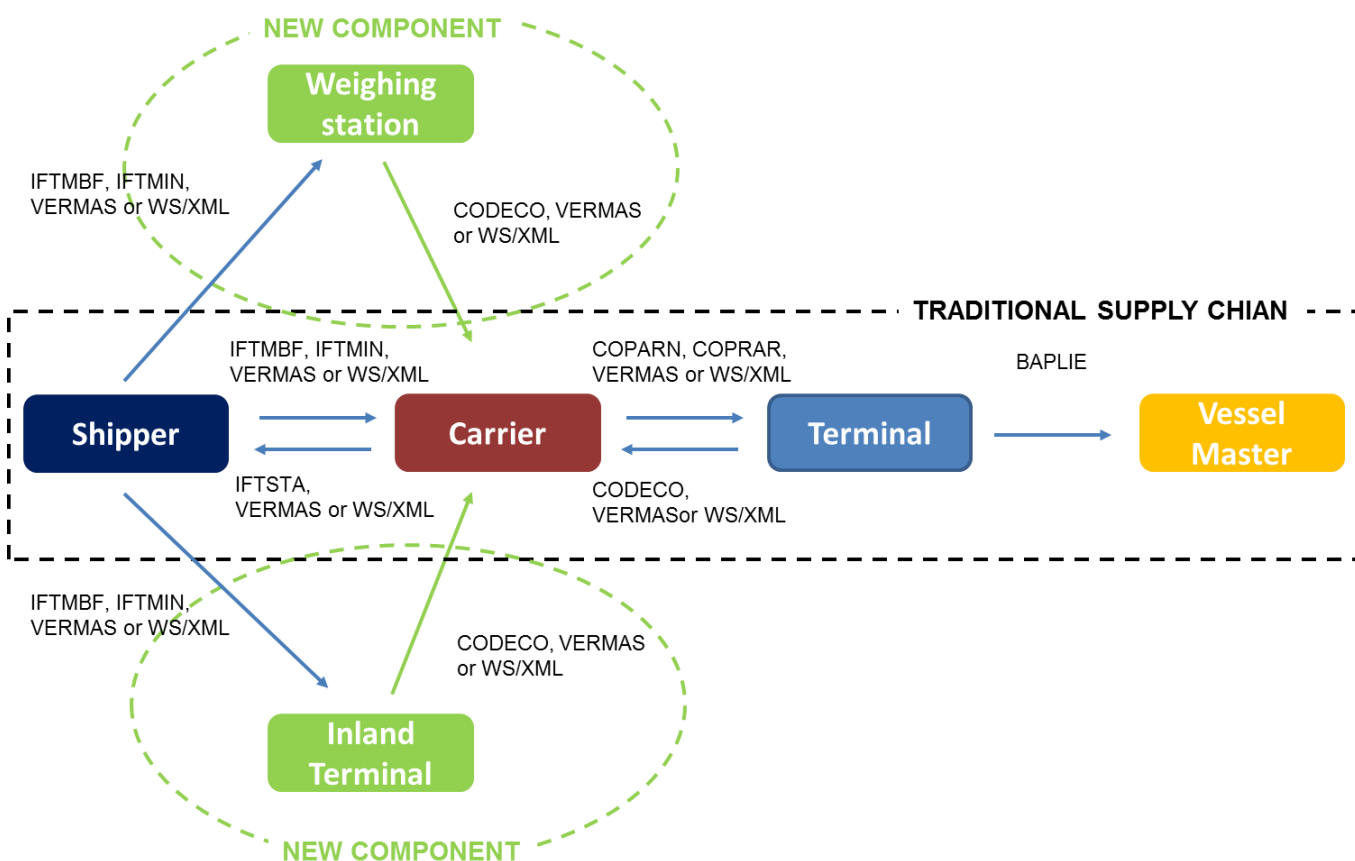 NEW COMPONENT
Weighing
station
IFTMBF, IFTMIN,
VERMAS or WS/XML
CODECO, VERMAS
or WS/XML
TRADITIONAL SUPPLY CHIAN
IFTMBF, IFTMIN,
VERMAS or WS/XML
COPARN, COPRAR,
VERMAS or WS/XML
BAPLIE
Shipper
Carrier
Terminal
Vessel
Master
IFTSTA,
VERMAS or WS/XML
CODECO,
VERMASor WS/XML
IFTMBF, IFTMIN,
VERMAS or WS/XML
CODECO, VERMAS
or WS/XML
Inland
Terminal
NEW COMPONENT